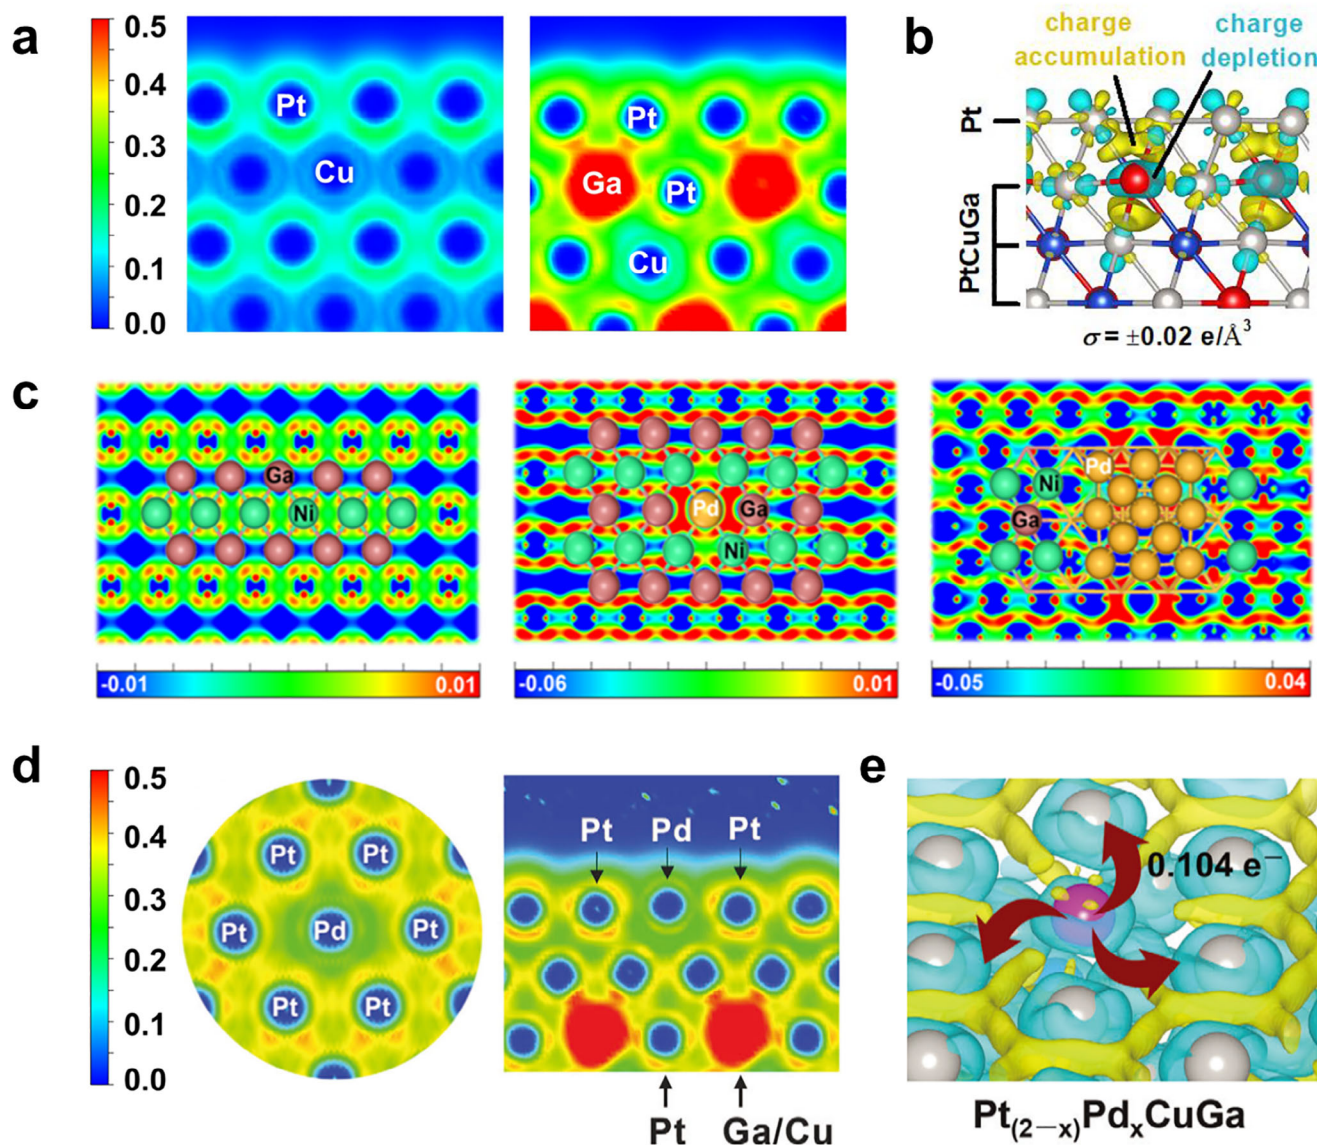 a
0.5
0.4
0.3
0.2
0.1
0.0
Pt
Cu
Pt
Ga
Pt
Cu
b
charge
accumulation
charge
depletion
Pt
PtCuGa
σ = ±0.02 e/Å³
c
Ga
Ni
-0.01 0.01
Pd
Ga
Ni
-0.06 0.01
Pd
Ni
Ga
-0.05 0.04
d
0.5
0.4
0.3
0.2
0.1
0.0
Pt Pt
Pt Pd Pt
Pt Pt
Pt Pd Pt
Pt Ga/Cu
e
0.104 e⁻
Pt(2−x)PdxCuGa